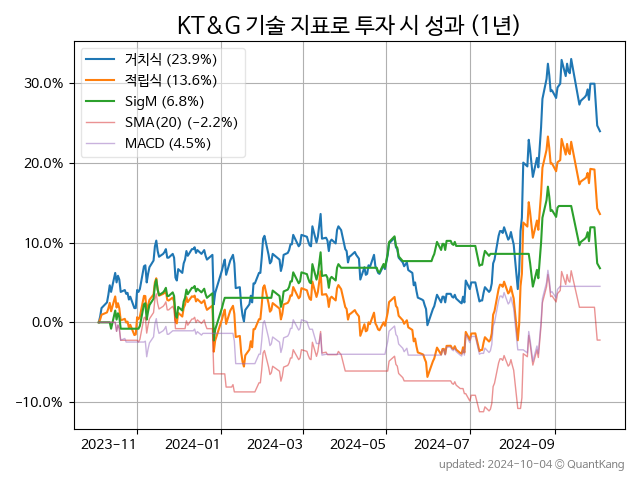 KT&G 기술 지표로 투자 시 성과 (1년)
거치식 (23.9%)
적립식 (13.6%)
SigM (6.8%)
SMA(20) (-2.2%)
MACD (4.5%)
30.0%
20.0%
10.0%
0.0%
-10.0%
2023-11 2024-01 2024-03 2024-05 2024-07 2024-09
updated: 2024-10-04 © QuantKang